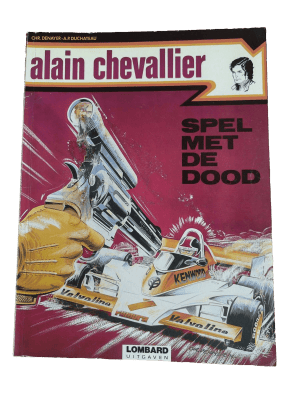 CHR. DENAYER - A.P. DUCHATEAU
alain chevallier
SPEL
MET
DE
DOOD
KENWOOD
Valvoline
Valvoline
LOMBARD
UITGAVEN